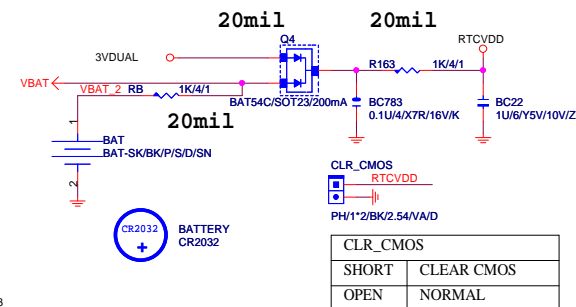 20mil 20mil
Q4 RTCVDD
3VDUAL
R163 1K/4/1
VBAT VBAT_2 RB 1K/4/1
BAT54C/SOT23/200mA
BC783 BC22
0.1U/4/X7R/16V/K 1U/6/Y5V/10V/Z
20mil
1
BAT
BAT-SK/BK/P/S/D/SN
2
CLR_CMOS
RTCVDD
PH/1*2/BK/2.54/VA/D
CR2032 BATTERY
+ CR2032
CLR_CMOS
SHORT CLEAR CMOS
OPEN NORMAL